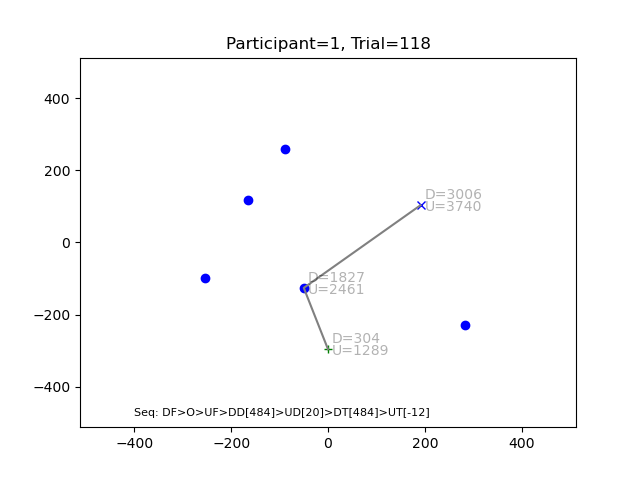 Participant=1, Trial=118
400
200
0
−200
−400
D=3006
U=3740
D=1827
U=2461
D=304
U=1289
Seq: DF>O>UF>DD[484]>UD[20]>DT[484]>UT[-12]
−400 −200 0 200 400